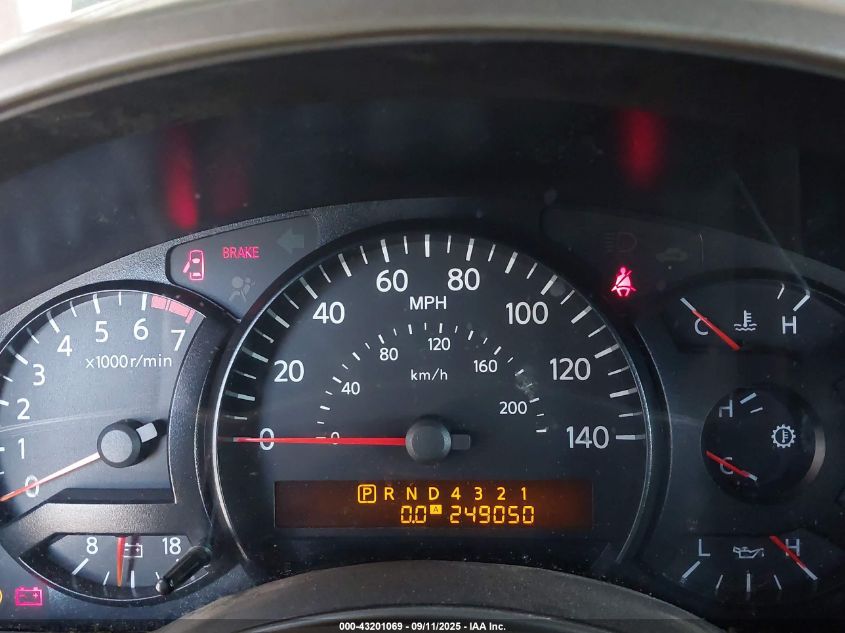 BRAKE
60 80
MPH
40 100
20 120
0 140
80 120 160
40 km/h 200
0
5 6
4 7
3 x1000 r/min
2
1
0
C H
H
C
P R N D 4 3 2 1
0.0 A 249050
8 18
L H
000-43201069 - 09/11/2025 - IAA Inc.